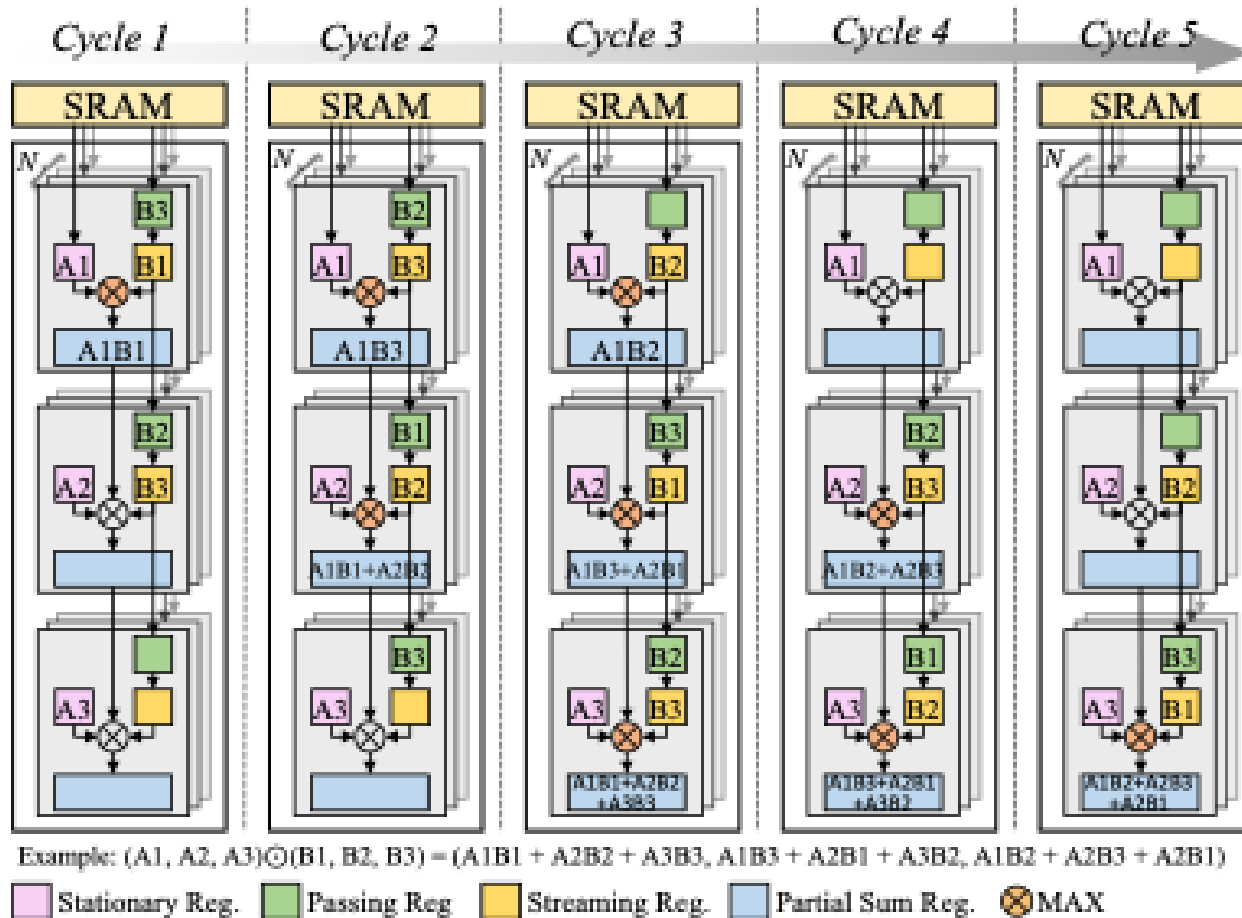 Cycle 1 Cycle 2 Cycle 3 Cycle 4 Cycle 5
SRAM SRAM SRAM SRAM SRAM
N N N N N
B3 B2
A1 B1 A1 B3 A1 B2 A1 A1
A1B1 A1B3 A1B2
B2 B1 B3 B2
A2 B3 A2 B2 A2 B1 A2 B3 A2 B2
A1B1+A2B2 A1B3+A2B1 A1B2+A2B3
B3 B2 B1 B3
A3 A3 A3 B3 A3 B2 A3 B1
A1B1+A2B2 A1B3+A2B1 A1B2+A2B3
+A3B3 +A3B2 +A2B1
Example: (A1, A2, A3)⊙(B1, B2, B3) = (A1B1 + A2B2 + A3B3, A1B3 + A2B1 + A3B2, A1B2 + A2B3 + A2B1)
Stationary Reg. Passing Reg Streaming Reg. Partial Sum Reg. MAX